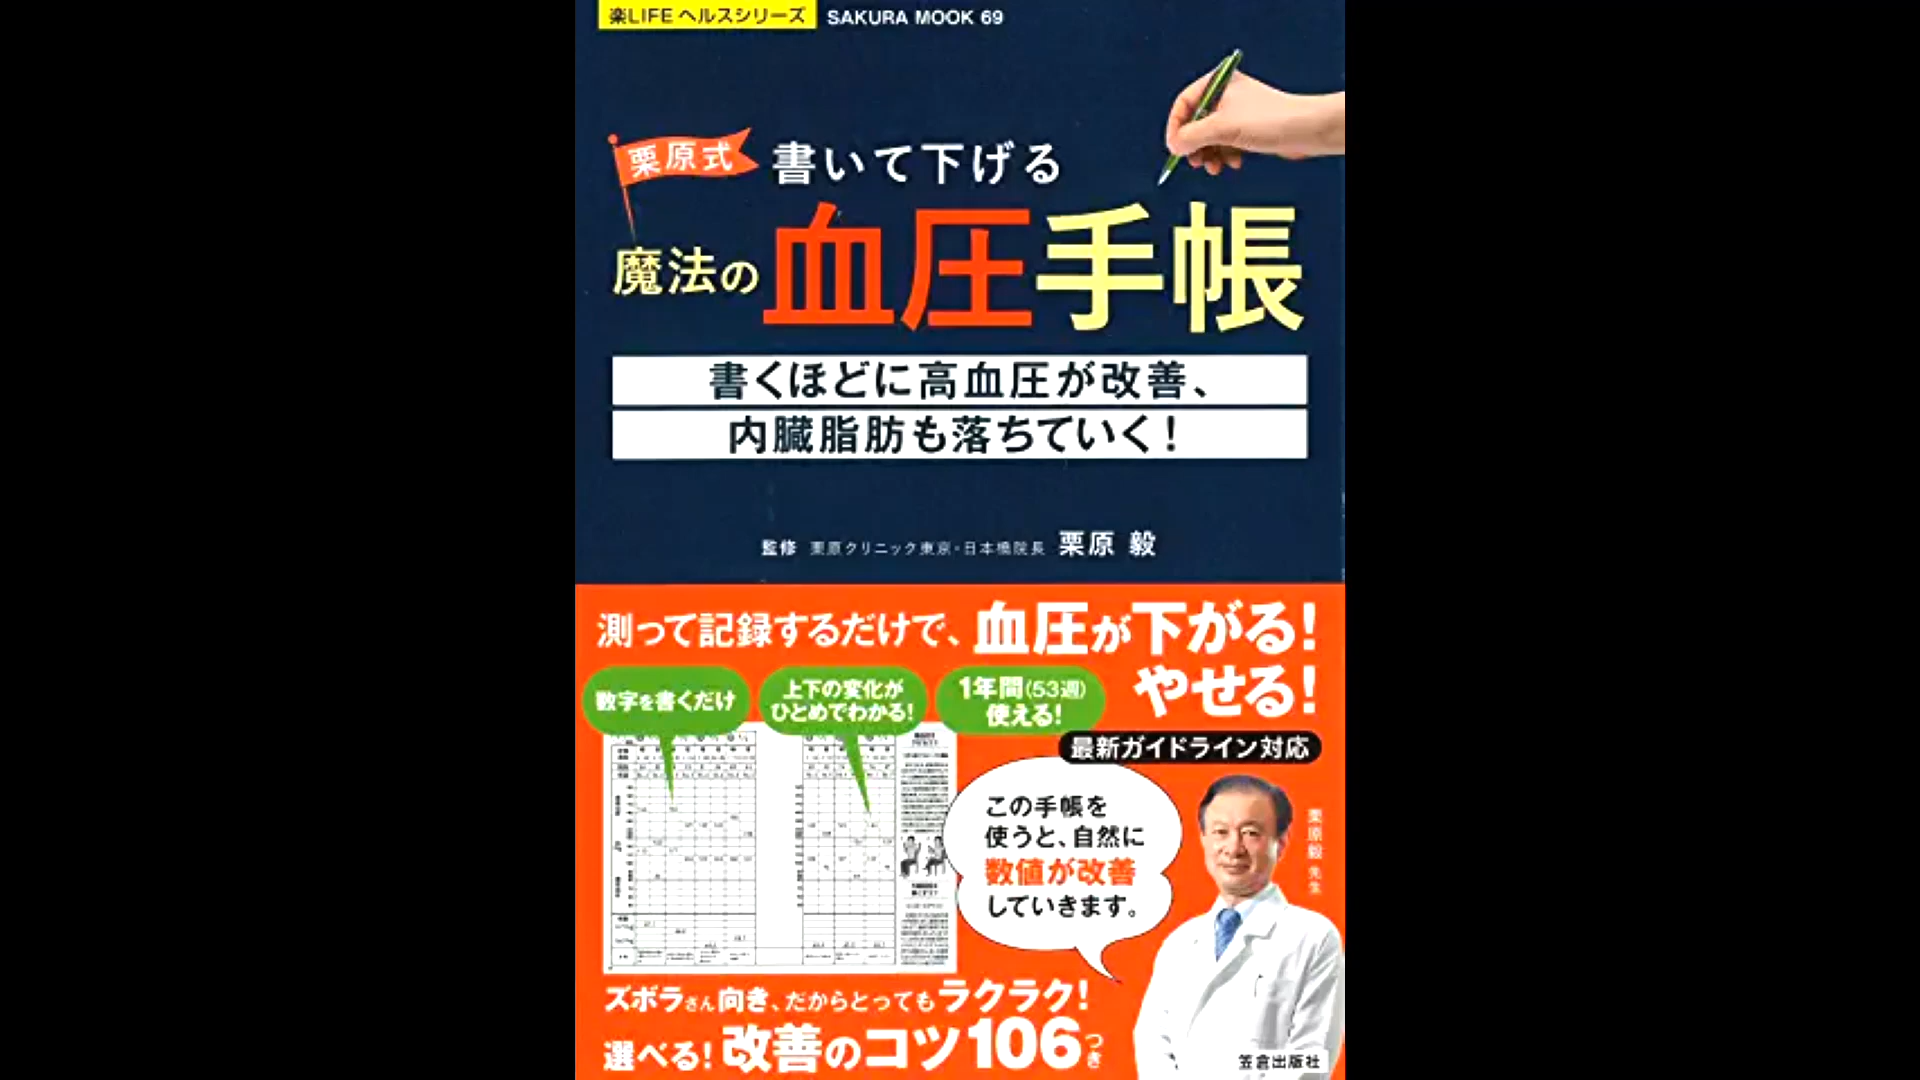 楽LIFE ヘルスシリーズ SAKURA MOOK 69
栗原式 書いて下げる
魔法の血圧手帳
書くほどに高血圧が改善、
内臓脂肪も落ちていく！
監修 栗原クリニック東京・日本橋院長 栗原 毅
測って記録するだけで、血圧が下がる！
やせる！
数字を書くだけ
上下の変化が
ひとめでわかる！
1年間(53週)
使える！
最新ガイドライン対応
この手帳を
使うと、自然に
数値が改善
していきます。
栗原毅 先生
ズボラさん向き、だからとってもラクラク！
選べる！改善のコツ106つき
笠倉出版社